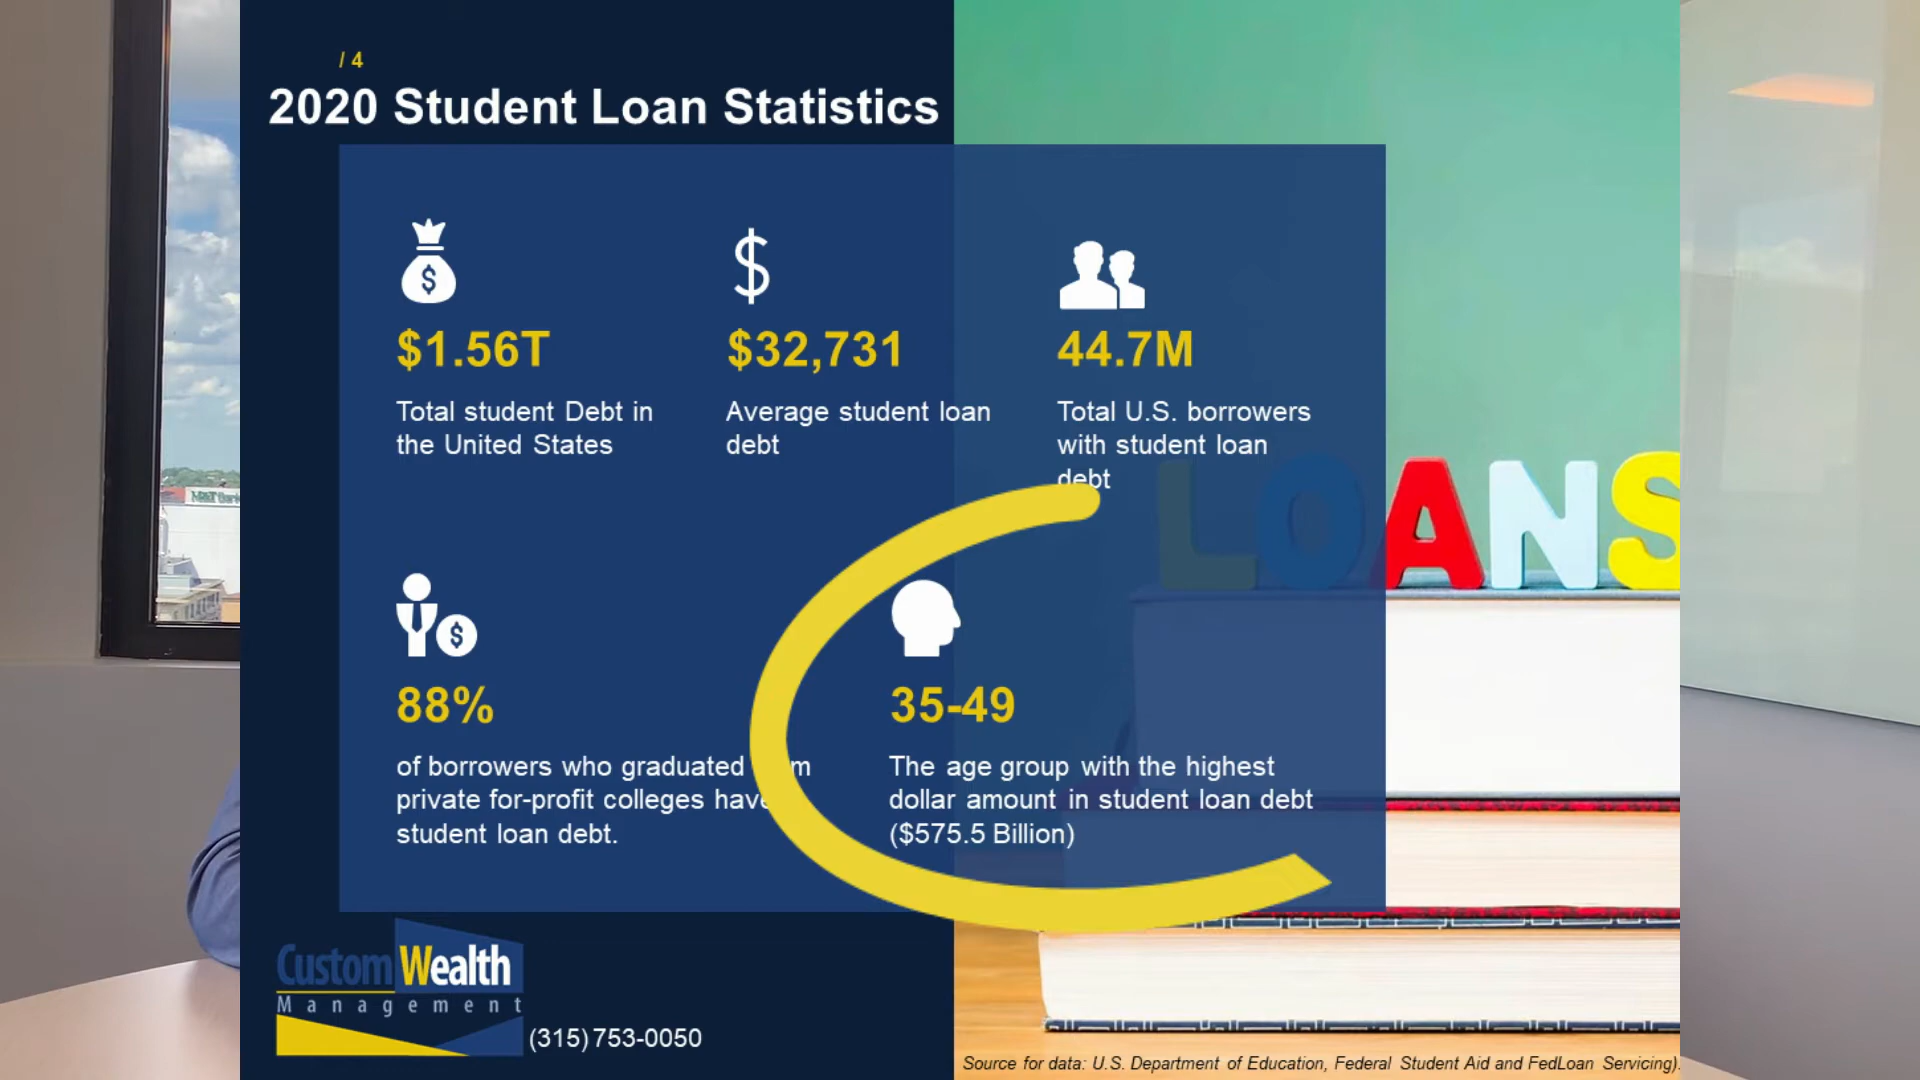 / 4
2020 Student Loan Statistics
$
$
$1.56T
$32,731
44.7M
Total student Debt in
the United States
Average student loan
debt
Total U.S. borrowers
with student loan
debt
LOANS
$
88%
35-49
of borrowers who graduated m
private for-profit colleges have
student loan debt.
The age group with the highest
dollar amount in student loan debt
($575.5 Billion)
Custom Wealth
Management
(315) 753-0050
Source for data: U.S. Department of Education, Federal Student Aid and FedLoan Servicing).